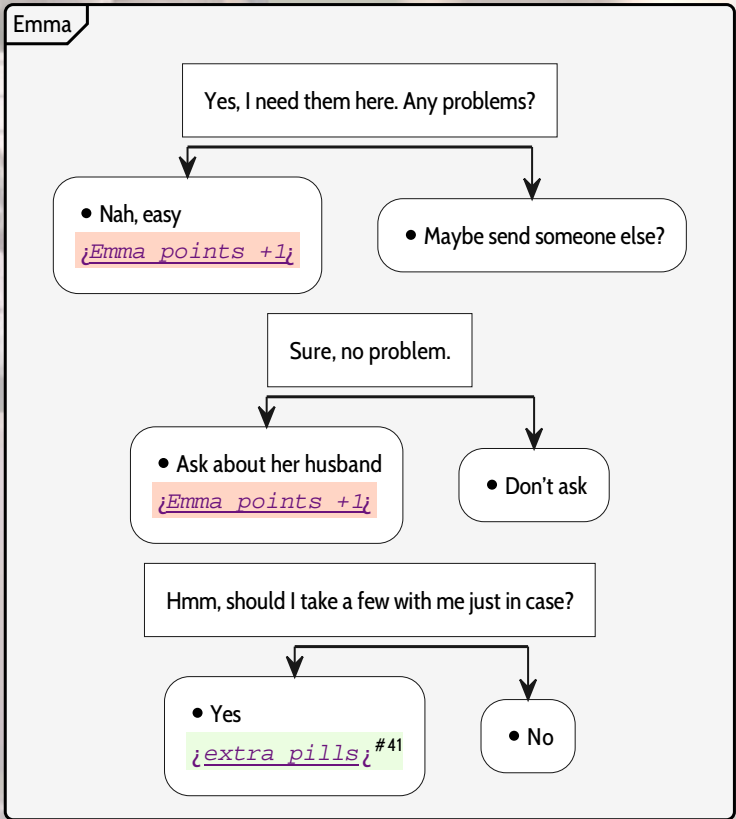 Emma
Yes, I need them here. Any problems?
• Nah, easy
¿Emma points +1¿
• Maybe send someone else?
Sure, no problem.
• Ask about her husband
¿Emma points +1¿
• Don't ask
Hmm, should I take a few with me just in case?
• Yes
¿extra pills¿ #41
• No